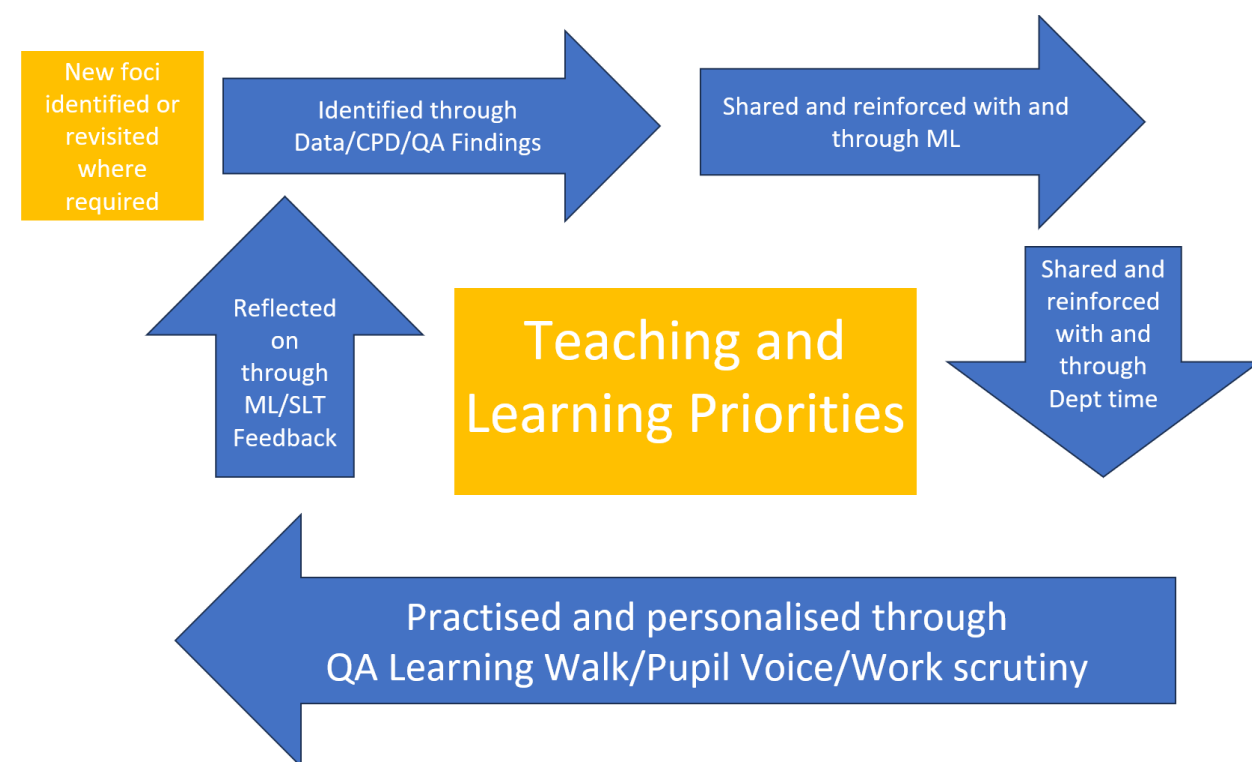 New foci
identified or
revisited
where
required
Identified through
Data/CPD/QA Findings
Shared and reinforced with and
through ML
Shared and
reinforced
with and
through
Dept time
Reflected
on
through
ML/SLT
Feedback
Teaching and
Learning Priorities
Practised and personalised through
QA Learning Walk/Pupil Voice/Work scrutiny